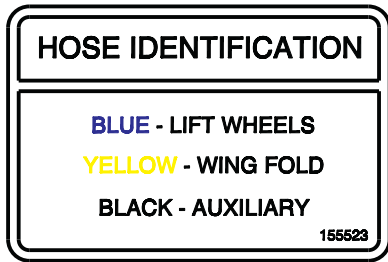 HOSE IDENTIFICATION
BLUE - LIFT WHEELS
YELLOW - WING FOLD
BLACK - AUXILIARY
155523